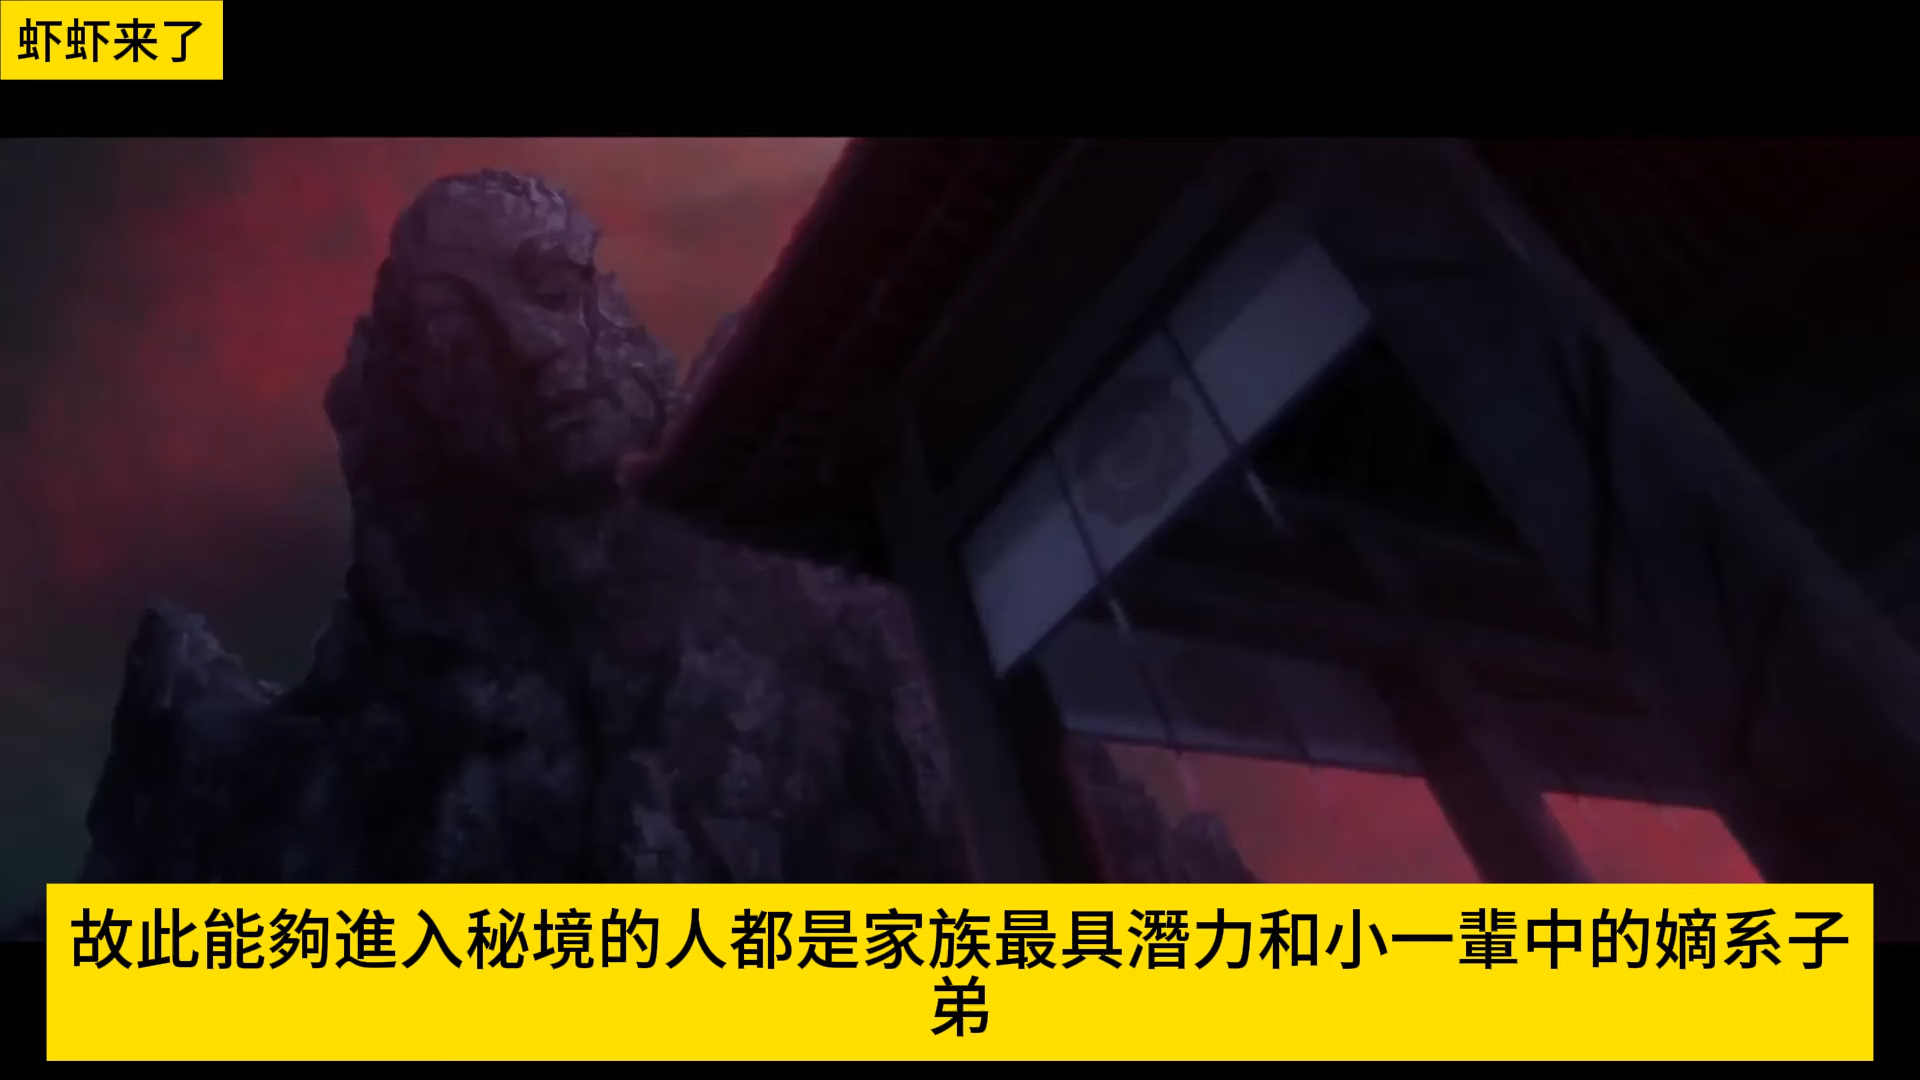 虾虾来了
故此能夠進入秘境的人都是家族最具潛力和小一輩中的嫡系子
弟